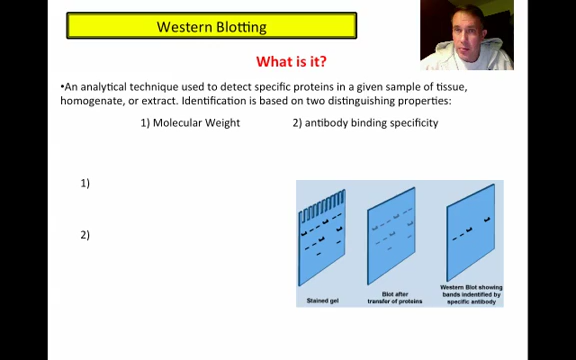 Western Blotting
What is it?
•An analytical technique used to detect specific proteins in a given sample of tissue,
homogenate, or extract. Identification is based on two distinguishing properties:
1) Molecular Weight 2) antibody binding specificity
1)
2)
Stained gel
Blot after
transfer of proteins
Western Blot showing
bands indentified by
specific antibody